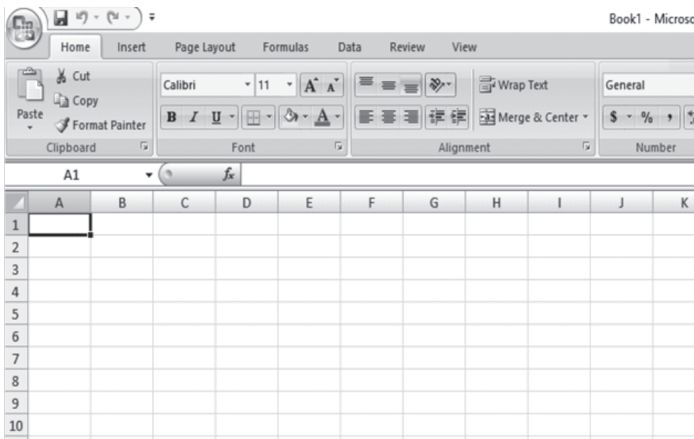 Book1 - Microso
Home Insert Page Layout Formulas Data Review View
Cut
Copy
Format Painter
Paste
Calibri 11 A A Wrap Text General
B I U A Merge & Center $ % ,
Clipboard Font Alignment Number
A1 fx
A B C D E F G H I J K
1
2
3
4
5
6
7
8
9
10